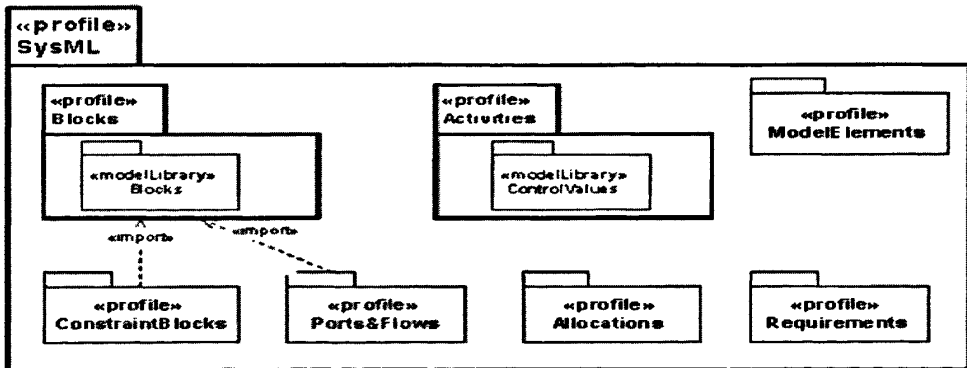 «profile»
SysML
«profile»
Blocks
«modelLibrary»
Blocks
«profile»
Activities
«modelLibrary»
ControlValues
«profile»
ModelElements
«import»
«import»
«profile»
ConstraintBlocks
«profile»
Ports&Flows
«profile»
Allocations
«profile»
Requirements